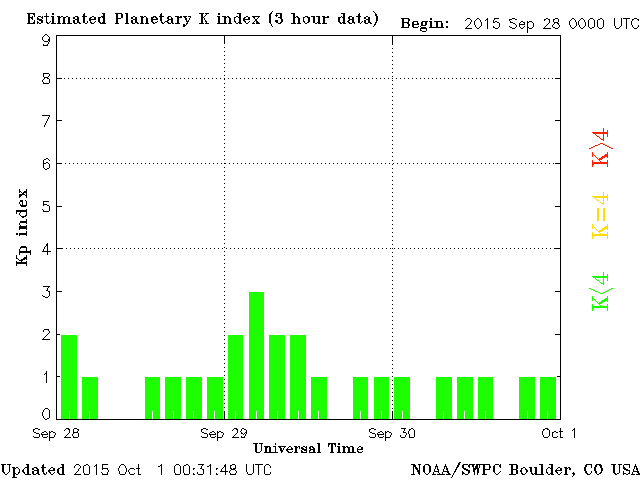 Estimated Planetary K index (3 hour data)
Begin: 2015 Sep 28 0000 UTC
9
8
7
6
5
4
3
2
1
0
Kp index
K>4
K=4
K<4
Sep 28
Sep 29
Sep 30
Oct 1
Universal Time
Updated 2015 Oct 1 00:31:48 UTC
NOAA/SWPC Boulder, CO USA